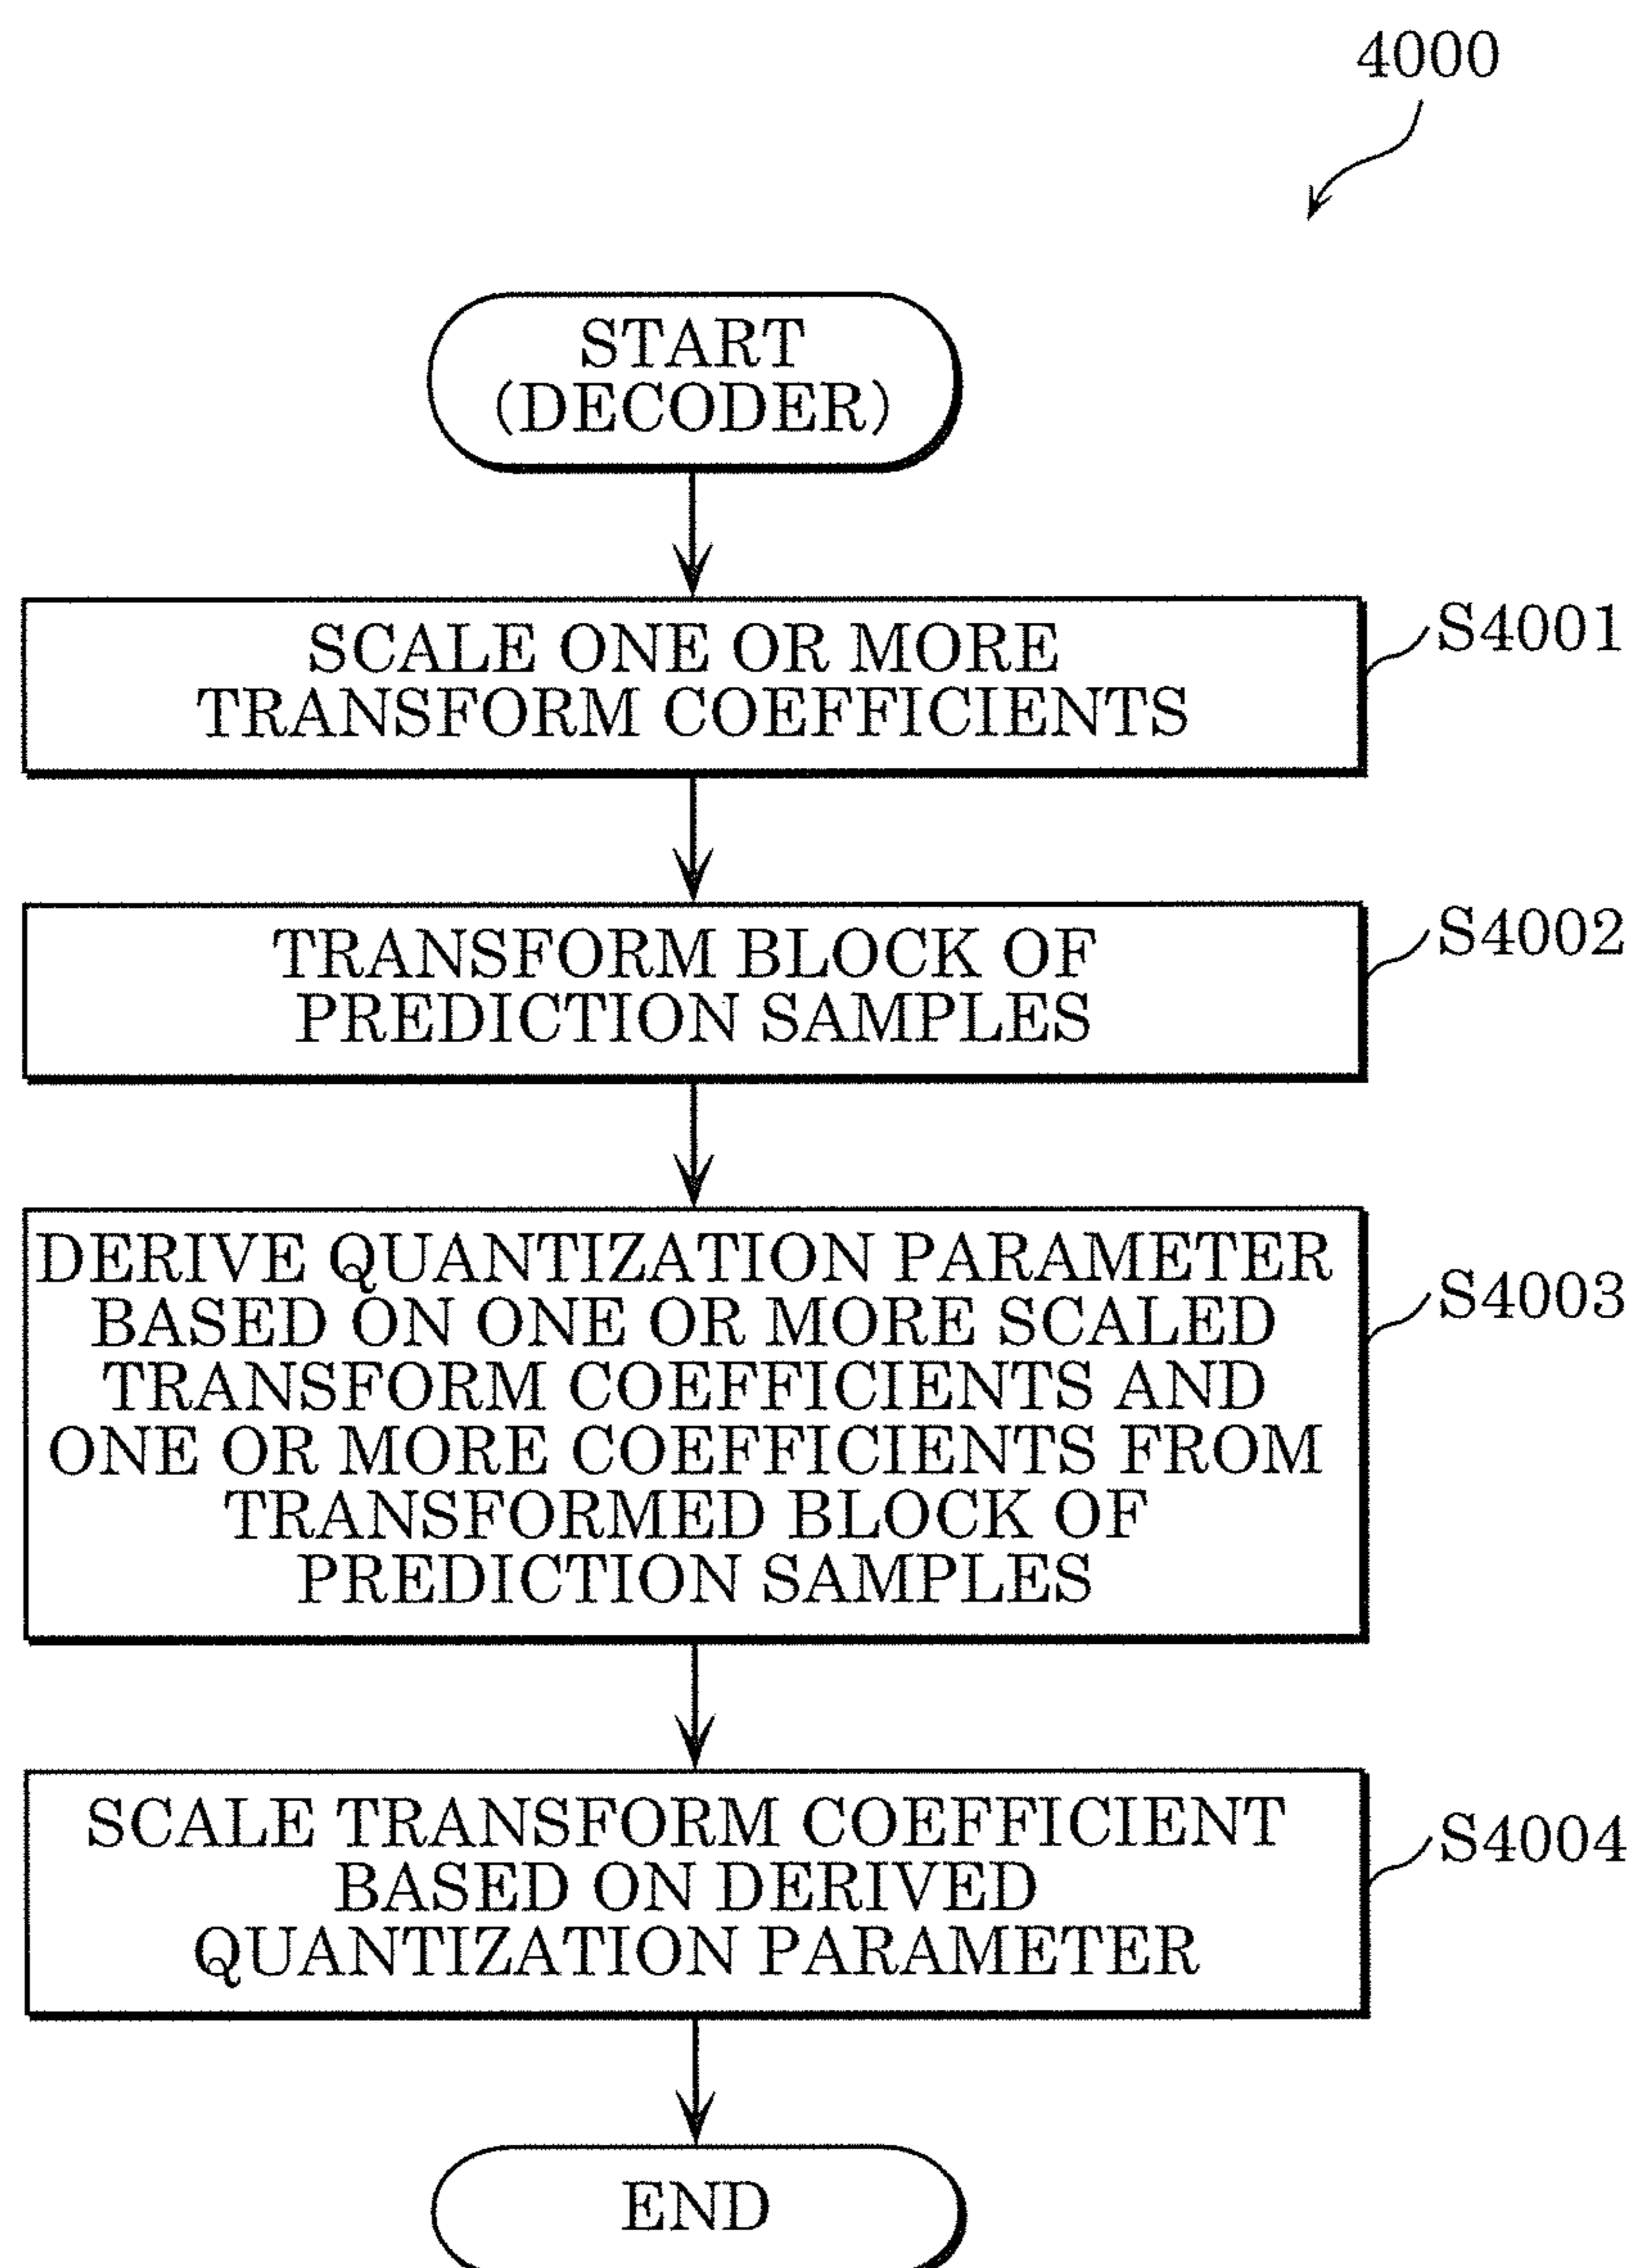 4000
START
(DECODER)
SCALE ONE OR MORE
TRANSFORM COEFFICIENTS
S4001
TRANSFORM BLOCK OF
PREDICTION SAMPLES
S4002
DERIVE QUANTIZATION PARAMETER
BASED ON ONE OR MORE SCALED
TRANSFORM COEFFICIENTS AND
ONE OR MORE COEFFICIENTS FROM
TRANSFORMED BLOCK OF
PREDICTION SAMPLES
S4003
SCALE TRANSFORM COEFFICIENT
BASED ON DERIVED
QUANTIZATION PARAMETER
S4004
END